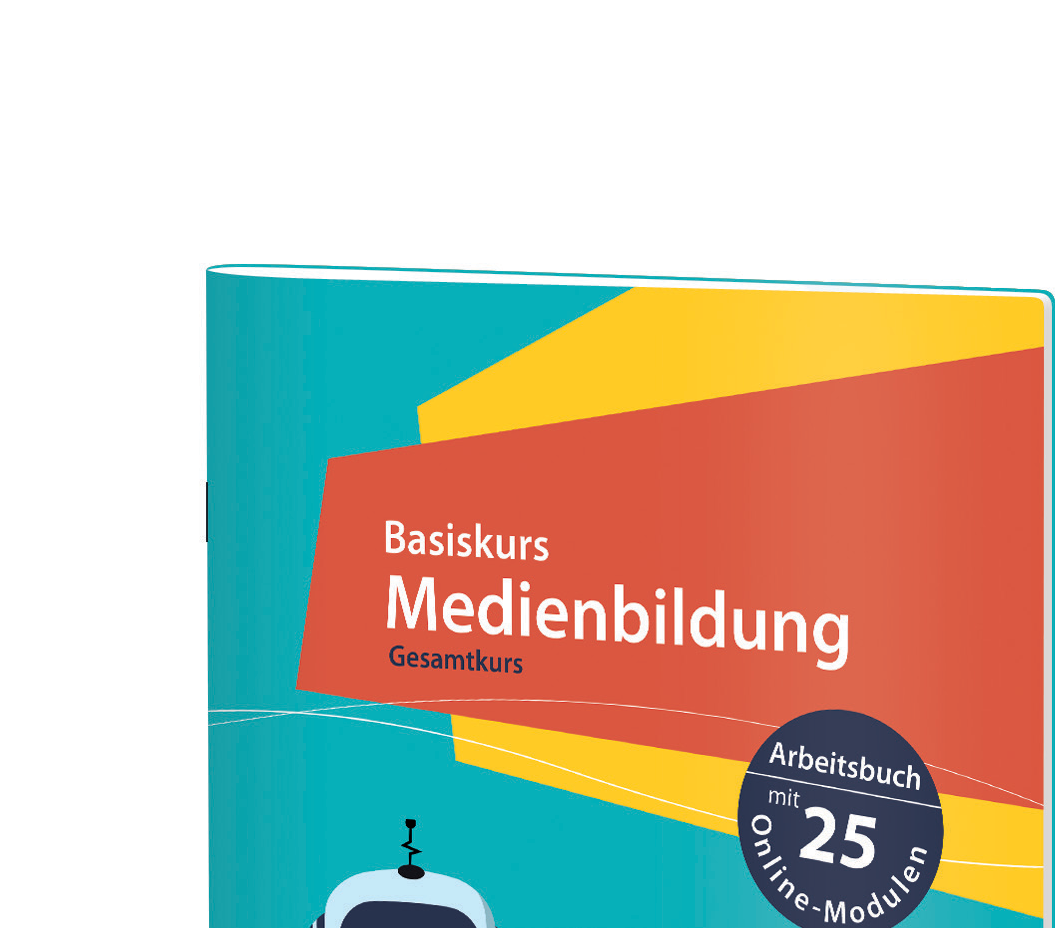 Basiskurs
Medienbildung
Gesamtkurs
Arbeitsbuch
mit
25
Online-Modulen